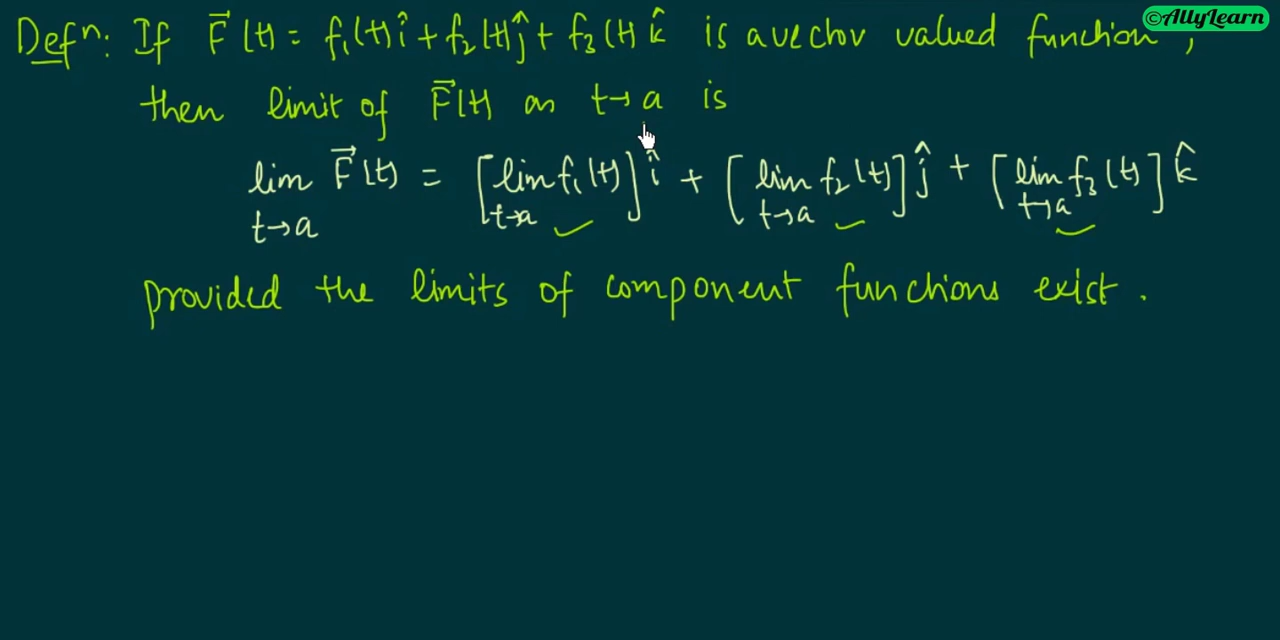 ©AllyLearn
Defn: If F⃗(t) = f₁(t)î + f₂(t)ĵ + f₃(t)k̂ is a vector valued function,
then limit of F⃗(t) as t→a is
lim t→a F⃗(t) = [lim t→a f₁(t)]î + [lim t→a f₂(t)]ĵ + [lim t→a f₃(t)]k̂
provided the limits of component functions exist.